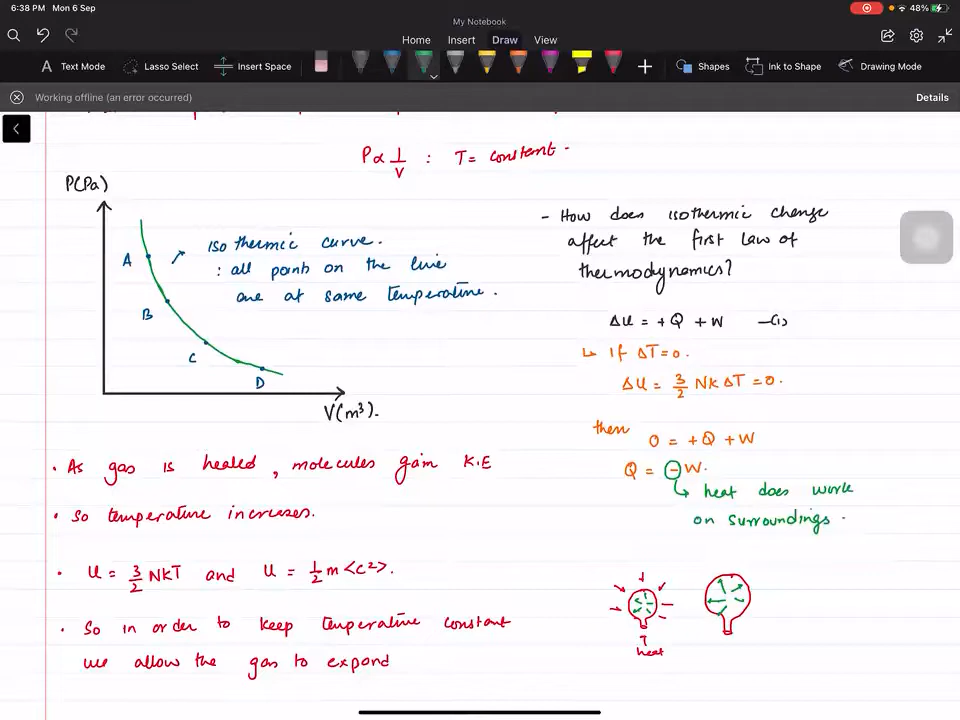 6:38 PM Mon 6 Sep
48%
My Notebook
Home Insert Draw View
Text Mode Lasso Select Insert Space Shapes Ink to Shape Drawing Mode
Working offline (an error occurred) Details
P∝ 1/V : T= constant.
P(Pa)
A
B
C
D
V(m³).
isothermic curve.
: all points on the line
are at same temperature.
• As gas is heated, molecules gain K.E
• So temperature increases.
• U = 3/2 NkT and U = 1/2 m <c²>.
• So in order to keep temperature constant
we allow the gas to expand
- How does isothermic change
affect the first law of
thermodynamics?
ΔU = +Q +W —(1)
↳ If ΔT=0.
ΔU = 3/2 NkΔT =0.
then
0 = +Q +W
Q = -W.
↳ heat does work
on surroundings.
heat